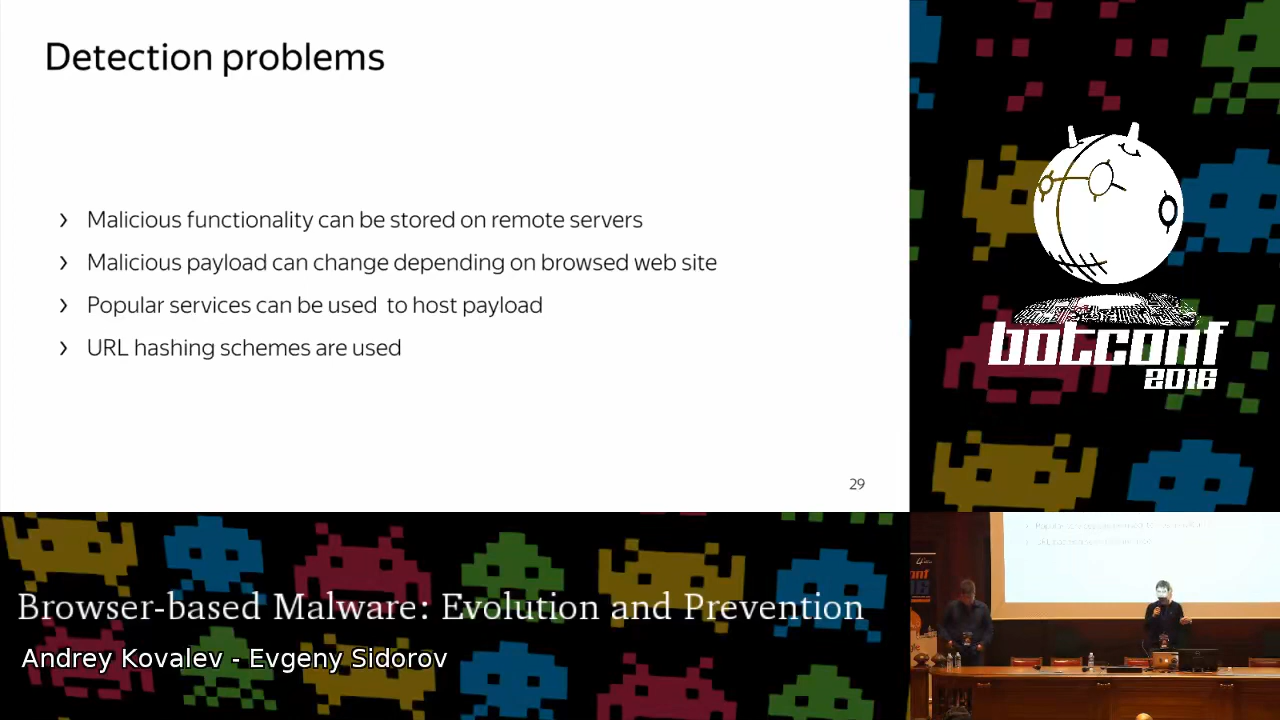 Detection problems
› Malicious functionality can be stored on remote servers
› Malicious payload can change depending on browsed web site
› Popular services can be used to host payload
› URL hashing schemes are used
29
botconf
2016
Browser-based Malware: Evolution and Prevention
Andrey Kovalev - Evgeny Sidorov